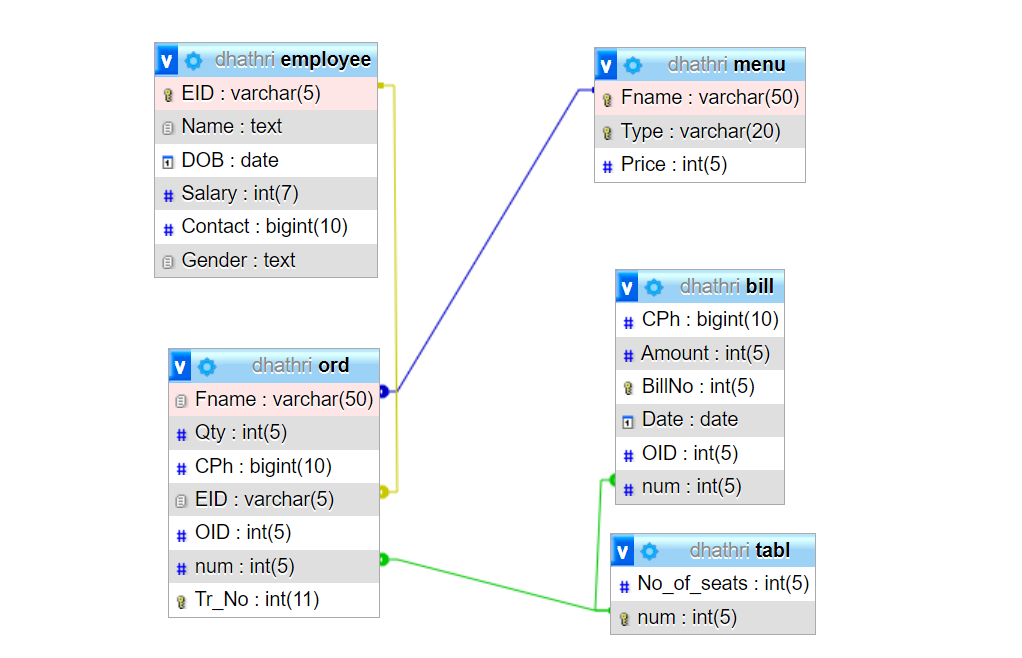 v dhathri employee
EID : varchar(5)
Name : text
DOB : date
# Salary : int(7)
# Contact : bigint(10)
Gender : text
v dhathri menu
Fname : varchar(50)
Type : varchar(20)
# Price : int(5)
v dhathri bill
# CPh : bigint(10)
# Amount : int(5)
BillNo : int(5)
Date : date
# OID : int(5)
# num : int(5)
v dhathri ord
Fname : varchar(50)
# Qty : int(5)
# CPh : bigint(10)
EID : varchar(5)
# OID : int(5)
# num : int(5)
Tr_No : int(11)
v dhathri tabl
# No_of_seats : int(5)
num : int(5)